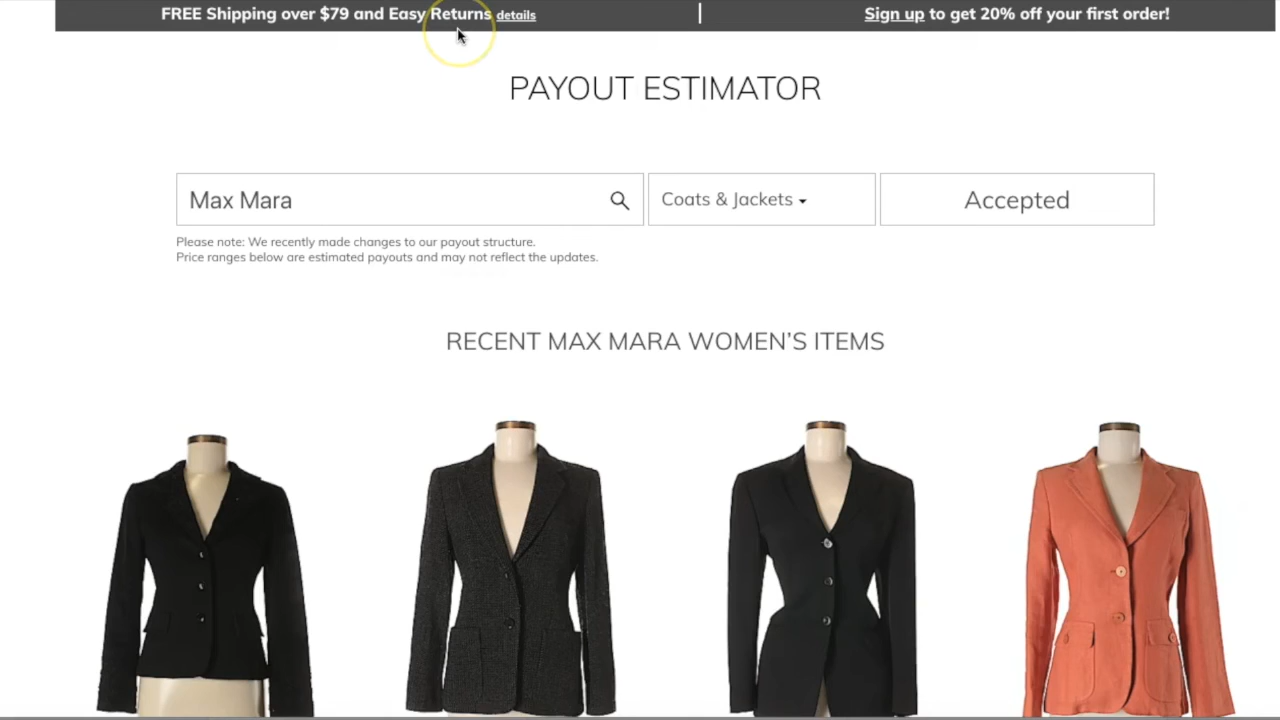 FREE Shipping over $79 and Easy Returns details | Sign up to get 20% off your first order!
PAYOUT ESTIMATOR
Max Mara Coats & Jackets Accepted
Please note: We recently made changes to our payout structure.
Price ranges below are estimated payouts and may not reflect the updates.
RECENT MAX MARA WOMEN'S ITEMS